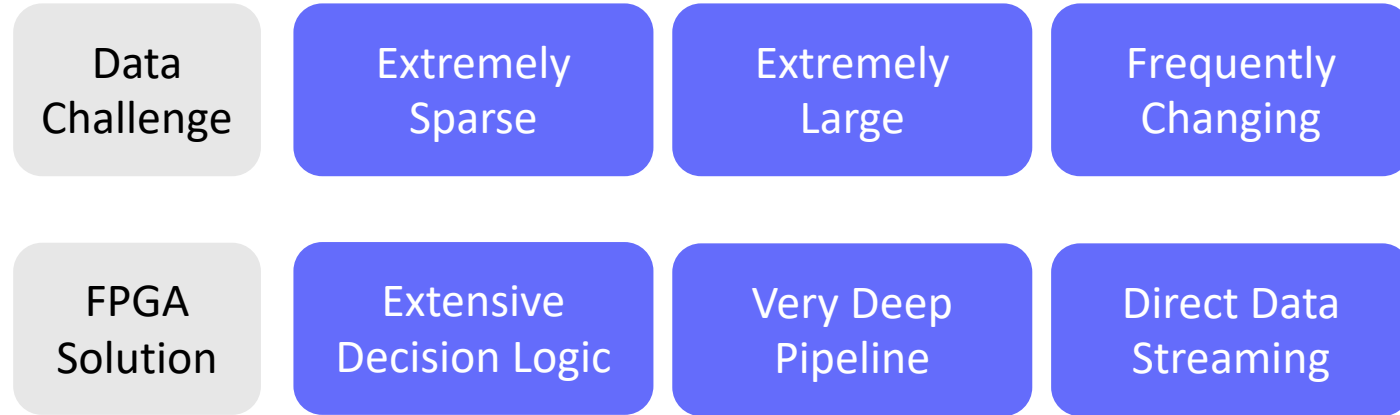 Data
Challenge
Extremely
Sparse
Extremely
Large
Frequently
Changing
FPGA
Solution
Extensive
Decision Logic
Very Deep
Pipeline
Direct Data
Streaming